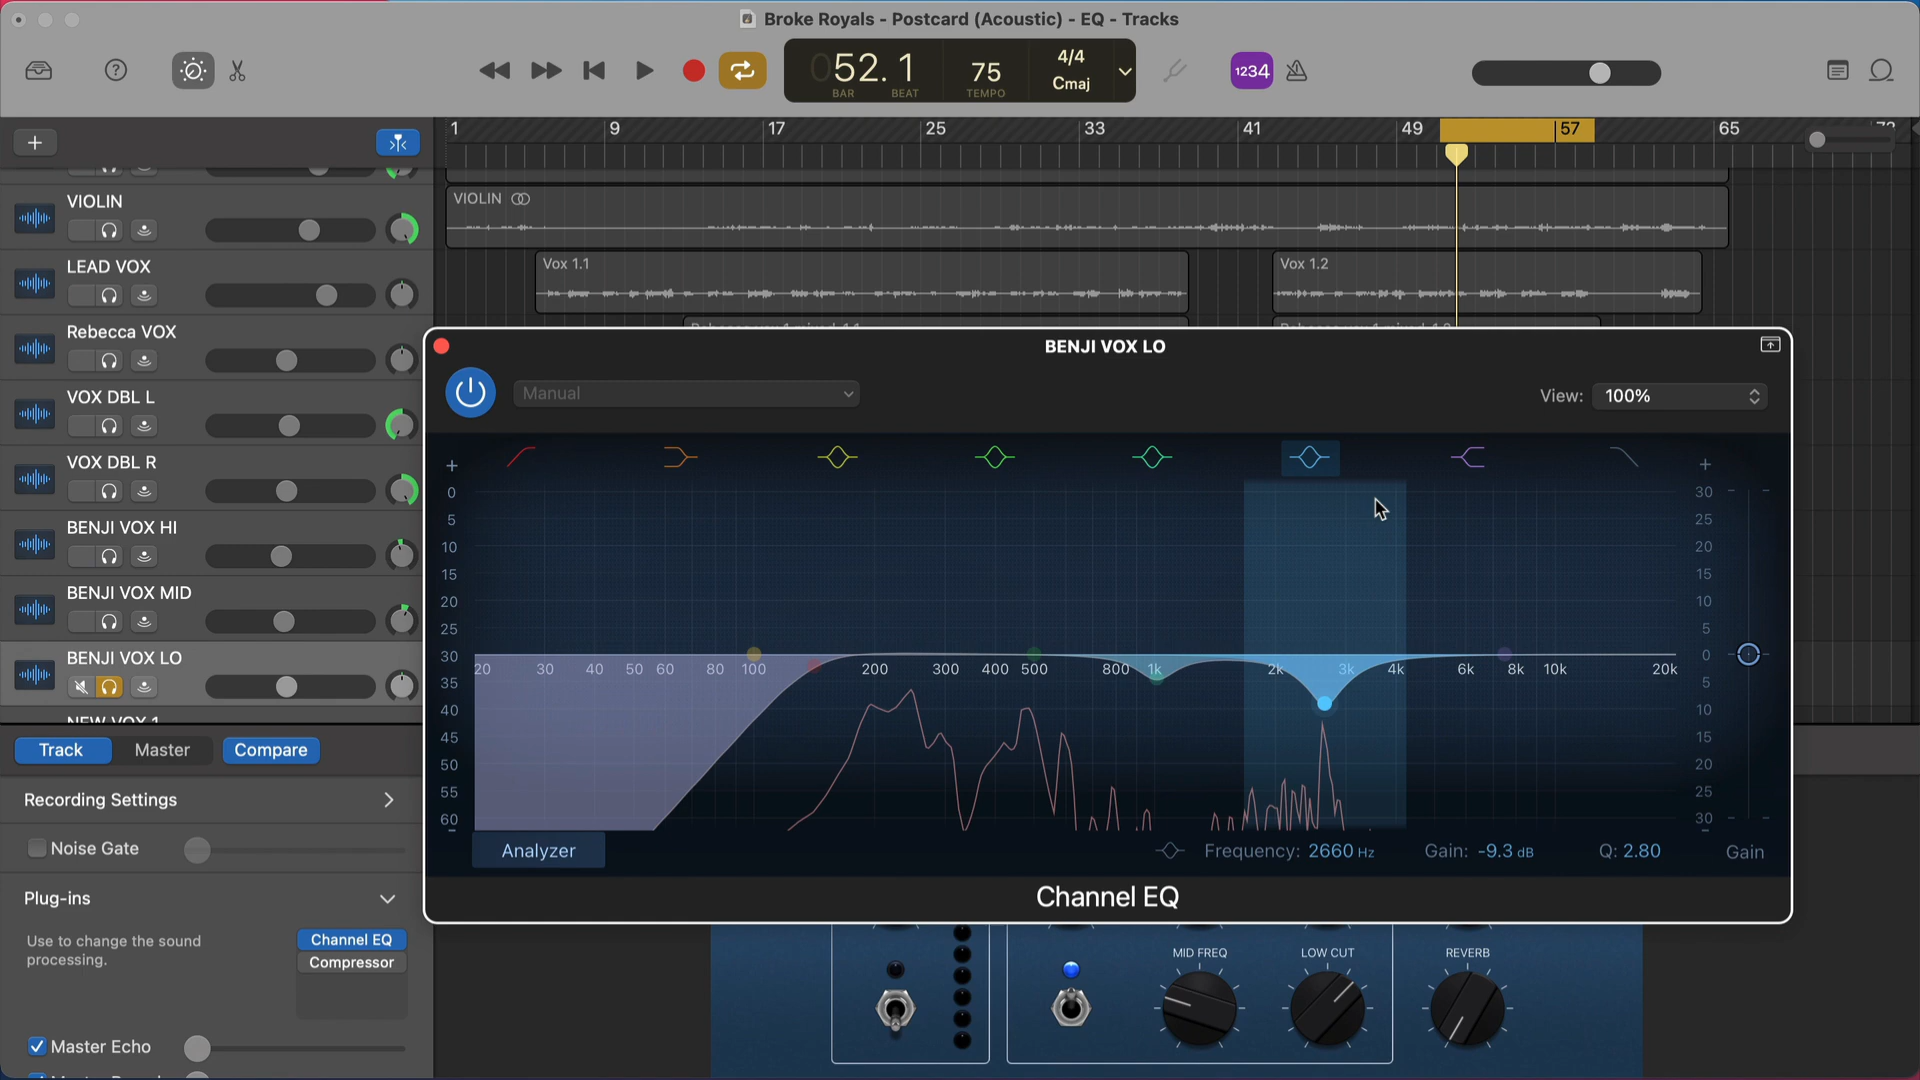 Broke Royals - Postcard (Acoustic) - EQ - Tracks
052. 1
BAR BEAT
75
TEMPO
4/4
Cmaj
1234
1 9 17 25 33 41 49 57 65
VIOLIN
LEAD VOX
Rebecca VOX
VOX DBL L
VOX DBL R
BENJI VOX HI
BENJI VOX MID
BENJI VOX LO
NEW VOX 1
VIOLIN
Vox 1.1
Vox 1.2
BENJI VOX LO
Manual
View: 100%
+ 0 5 10 15 20 25 30 35 40 45 50 55 60 -
20 30 40 50 60 80 100 200 300 400 500 800 1k 2k 3k 4k 6k 8k 10k 20k
+ 30 25 20 15 10 5 0 5 10 15 20 25 30 -
Analyzer
Frequency: 2660 Hz
Gain: -9.3 dB
Q: 2.80
Gain
Channel EQ
Track
Master
Compare
Recording Settings
Noise Gate
Plug-ins
Use to change the sound
processing.
Channel EQ
Compressor
Master Echo
MID FREQ
LOW CUT
REVERB